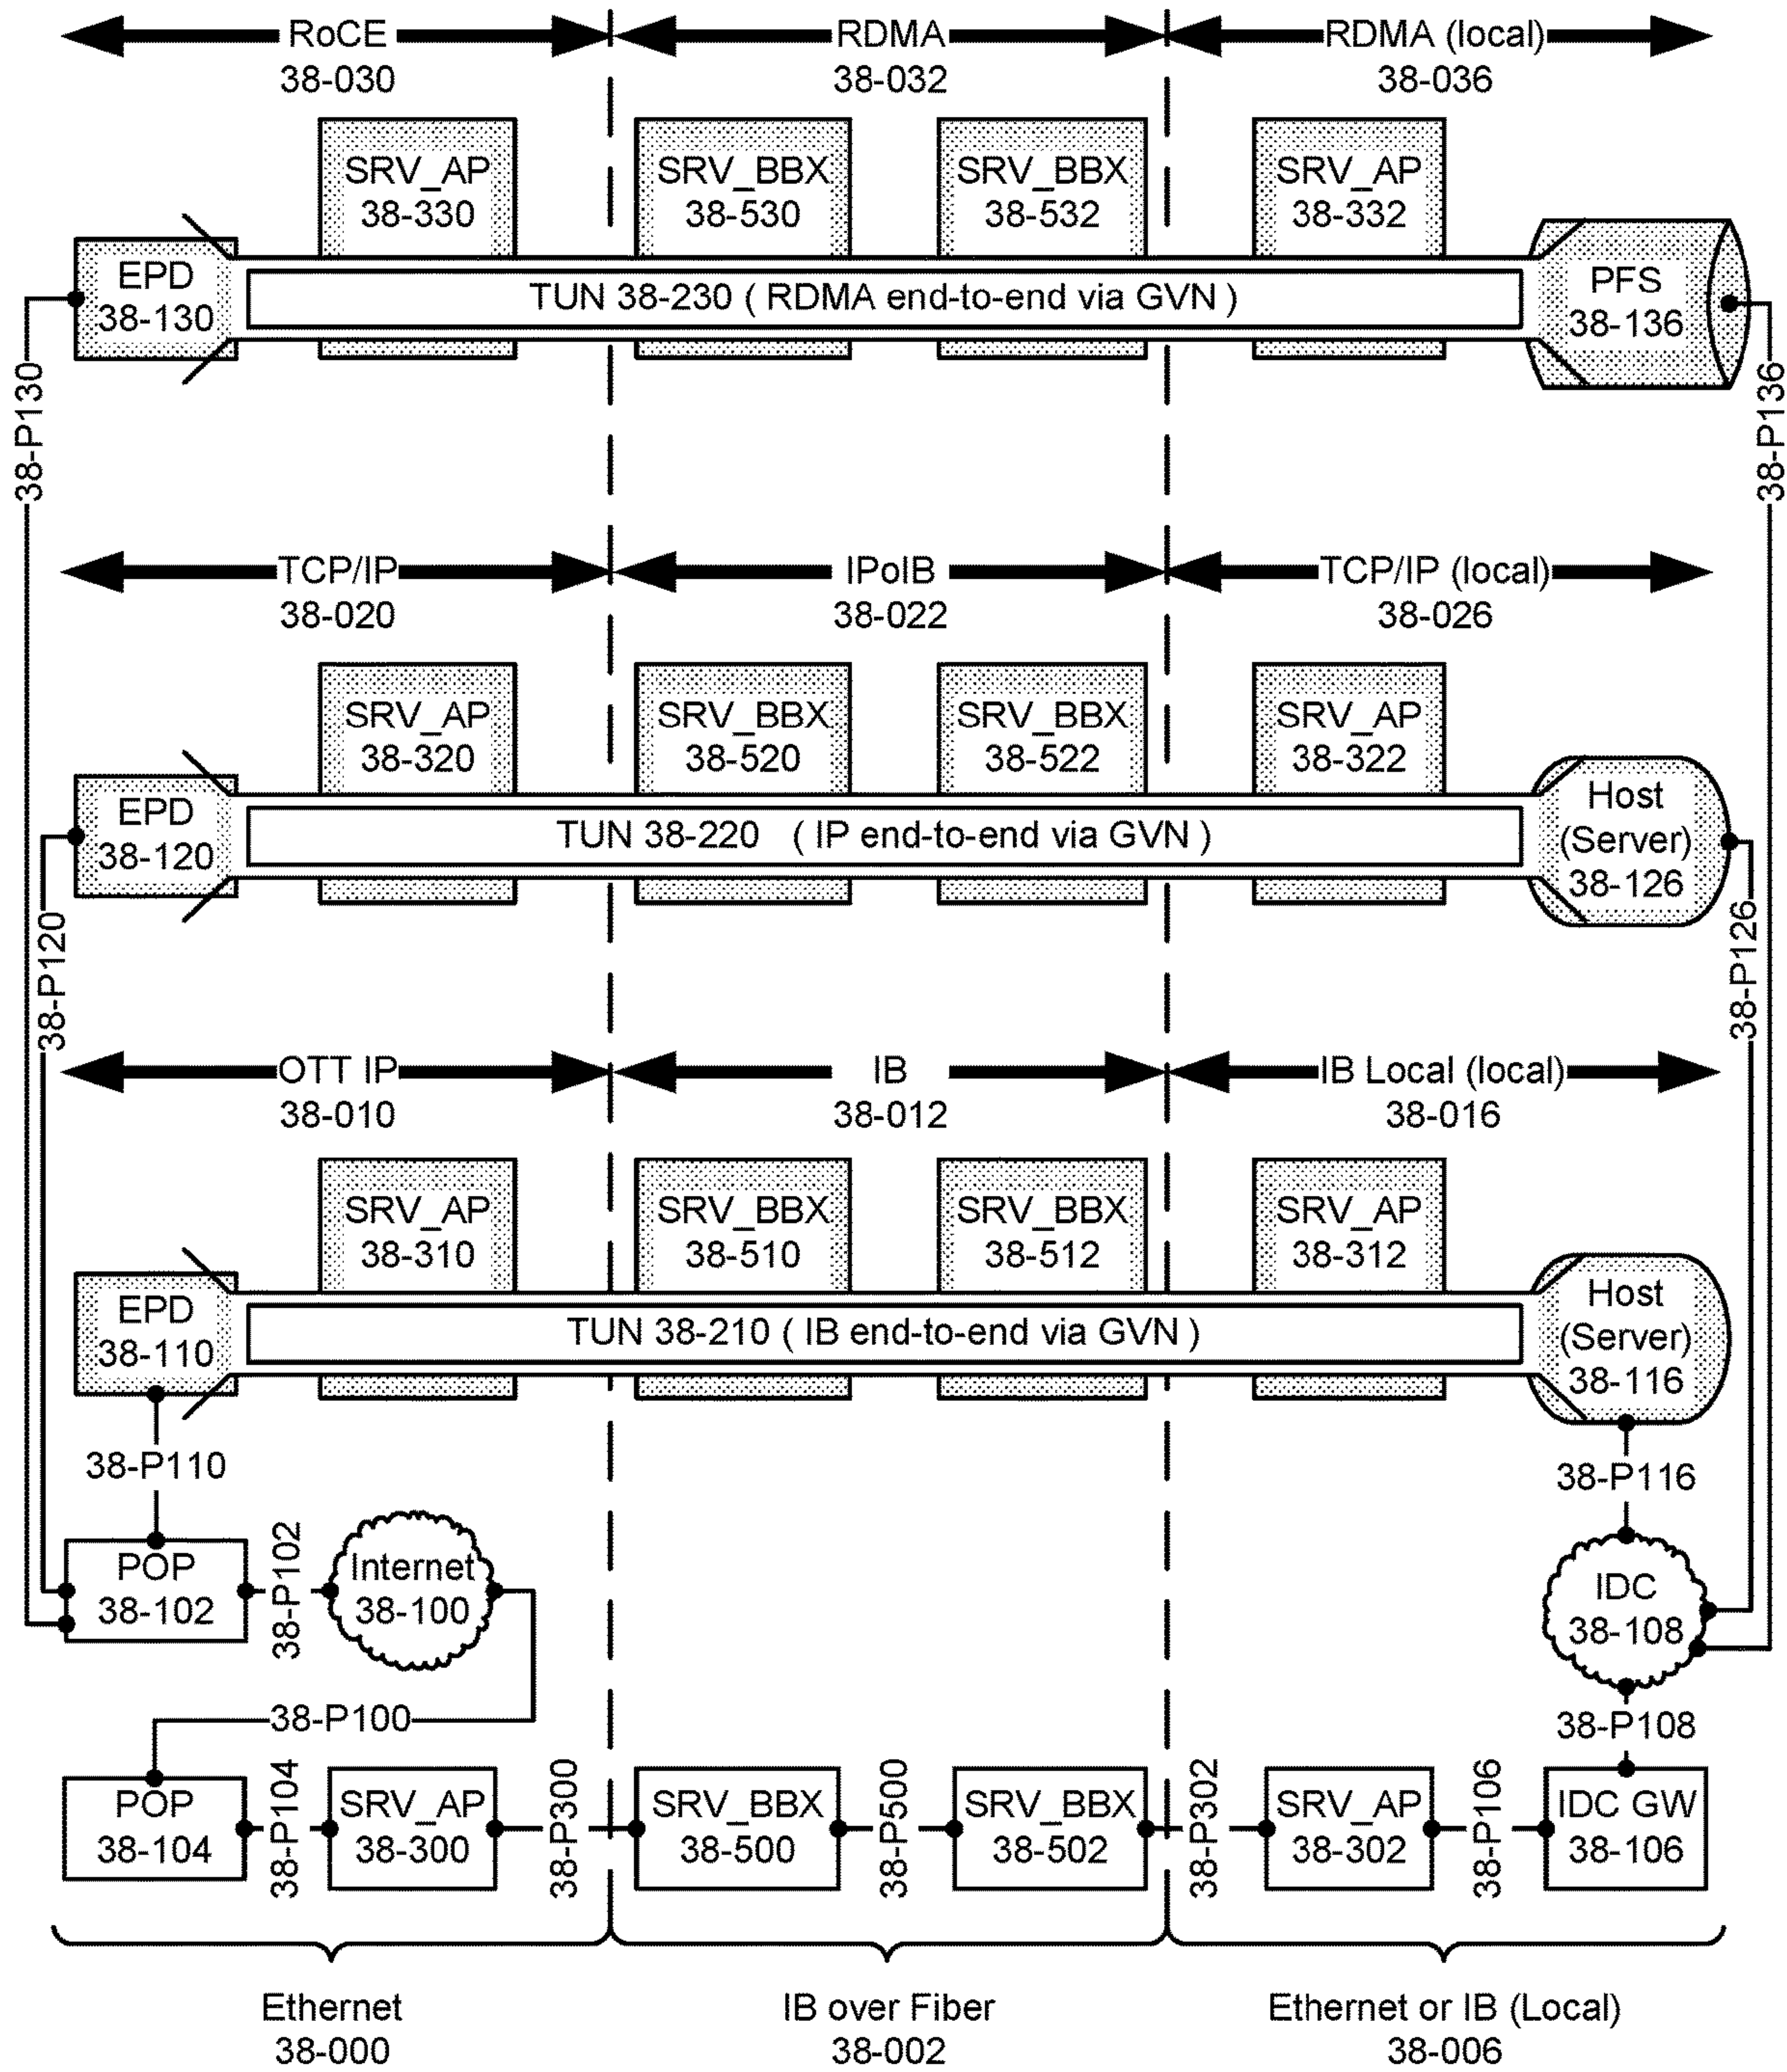 RoCE
38-030
RDMA
38-032
RDMA (local)
38-036
SRV_AP
38-330
SRV_BBX
38-530
SRV_BBX
38-532
SRV_AP
38-332
EPD
38-130
TUN 38-230 ( RDMA end-to-end via GVN )
PFS
38-136
38-P130
38-P136
TCP/IP
38-020
IPoIB
38-022
TCP/IP (local)
38-026
SRV_AP
38-320
SRV_BBX
38-520
SRV_BBX
38-522
SRV_AP
38-322
EPD
38-120
TUN 38-220 ( IP end-to-end via GVN )
Host
(Server)
38-126
38-P120
38-P126
OTT IP
38-010
IB
38-012
IB Local (local)
38-016
SRV_AP
38-310
SRV_BBX
38-510
SRV_BBX
38-512
SRV_AP
38-312
EPD
38-110
TUN 38-210 ( IB end-to-end via GVN )
Host
(Server)
38-116
38-P110
38-P116
POP
38-102
38-P102
Internet
38-100
IDC
38-108
38-P100
38-P108
POP
38-104
38-P104
SRV_AP
38-300
38-P300
SRV_BBX
38-500
38-P500
SRV_BBX
38-502
38-P302
SRV_AP
38-302
38-P106
IDC GW
38-106
Ethernet
38-000
IB over Fiber
38-002
Ethernet or IB (Local)
38-006